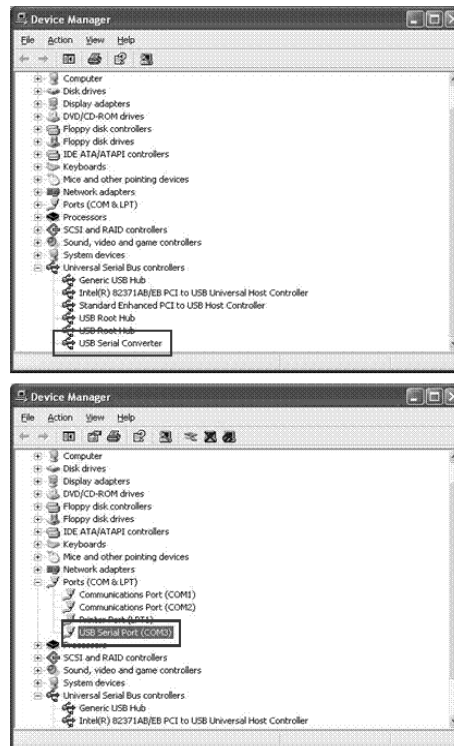 Device Manager
File Action View Help
Computer
Disk drives
Display adapters
DVD/CD-ROM drives
Floppy disk controllers
Floppy disk drives
IDE ATA/ATAPI controllers
Keyboards
Mice and other pointing devices
Network adapters
Ports (COM & LPT)
Processors
SCSI and RAID controllers
Sound, video and game controllers
System devices
Universal Serial Bus controllers
Generic USB Hub
Intel(R) 82371AB/EB PCI to USB Universal Host Controller
Standard Enhanced PCI to USB Host Controller
USB Root Hub
USB Root Hub
USB Serial Converter
Device Manager
File Action View Help
Computer
Disk drives
Display adapters
DVD/CD-ROM drives
Floppy disk controllers
Floppy disk drives
IDE ATA/ATAPI controllers
Keyboards
Mice and other pointing devices
Network adapters
Ports (COM & LPT)
Communications Port (COM1)
Communications Port (COM2)
Printer Port (LPT1)
USB Serial Port (COM3)
Processors
SCSI and RAID controllers
Sound, video and game controllers
System devices
Universal Serial Bus controllers
Generic USB Hub
Intel(R) 82371AB/EB PCI to USB Universal Host Controller